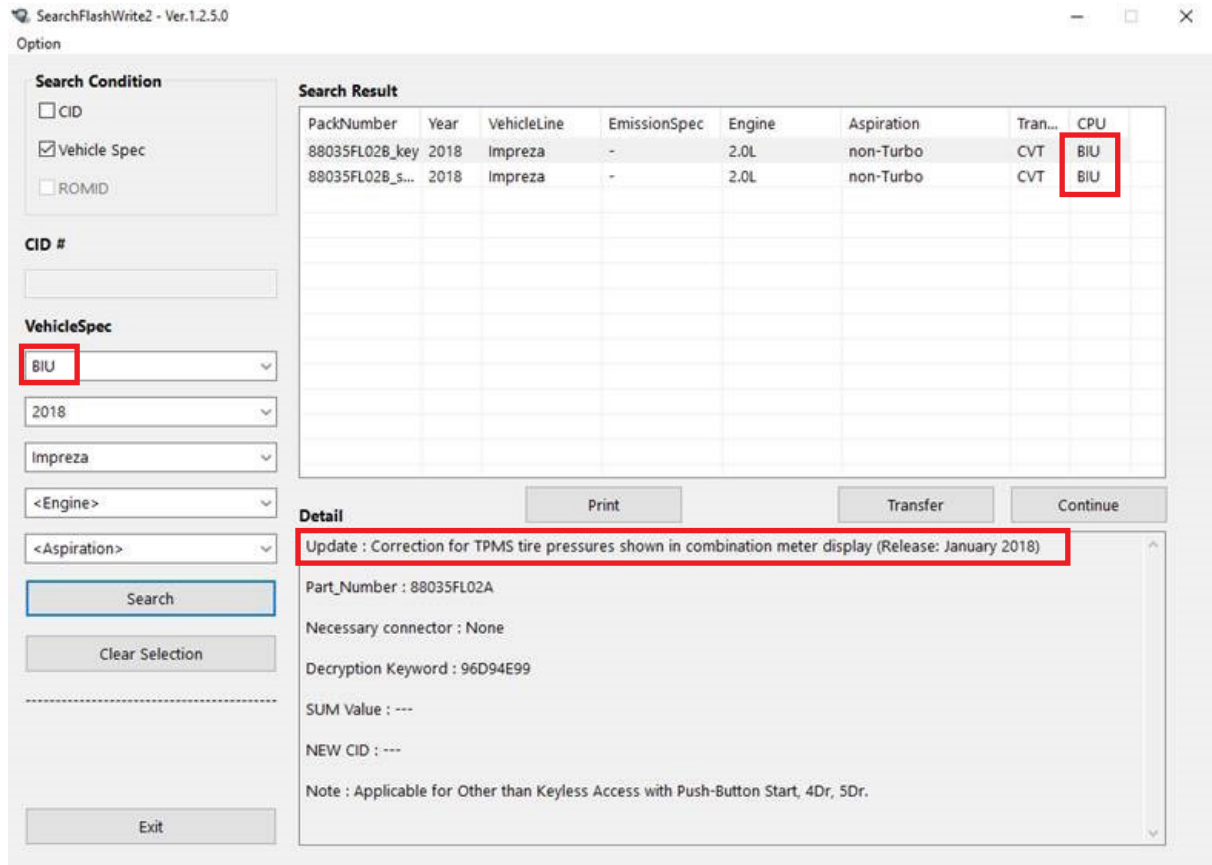 SearchFlashWrite2 - Ver.1.2.5.0
Option
Search Condition
CID
Vehicle Spec
ROMID
CID #
VehicleSpec
BIU
2018
Impreza
<Engine>
<Aspiration>
Search
Clear Selection
----------------------------------------
Exit
Search Result
PackNumber Year VehicleLine EmissionSpec Engine Aspiration Tran... CPU
88035FL02B_key 2018 Impreza - 2.0L non-Turbo CVT BIU
88035FL02B_s... 2018 Impreza - 2.0L non-Turbo CVT BIU
Print Transfer Continue
Detail
Update : Correction for TPMS tire pressures shown in combination meter display (Release: January 2018)
Part_Number : 88035FL02A
Necessary connector : None
Decryption Keyword : 96D94E99
SUM Value : ---
NEW CID : ---
Note : Applicable for Other than Keyless Access with Push-Button Start, 4Dr, 5Dr.